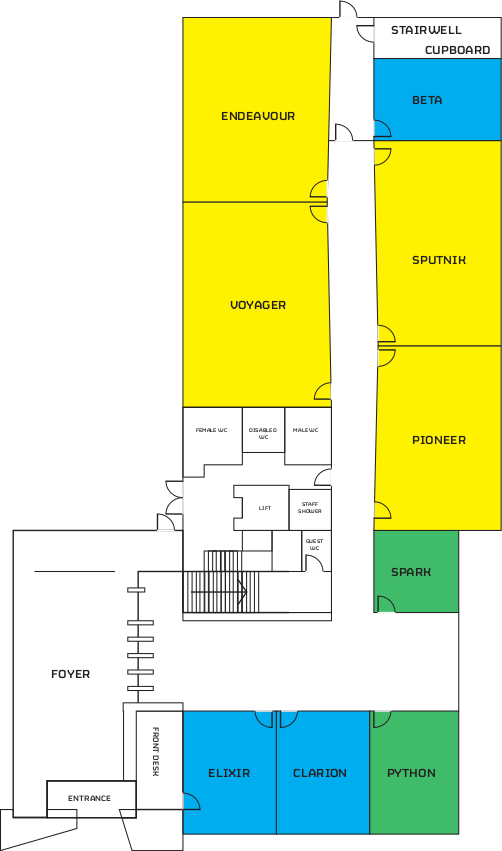 STAIRWELL
CUPBOARD
BETA
ENDEAVOUR
SPUTNIK
VOYAGER
FEMALE WC
DISABLED
WC
MALE WC
PIONEER
LIFT
STAFF
SHOWER
GUEST
WC
SPARK
FOYER
FRONT DESK
ELIXIR
CLARION
PYTHON
ENTRANCE